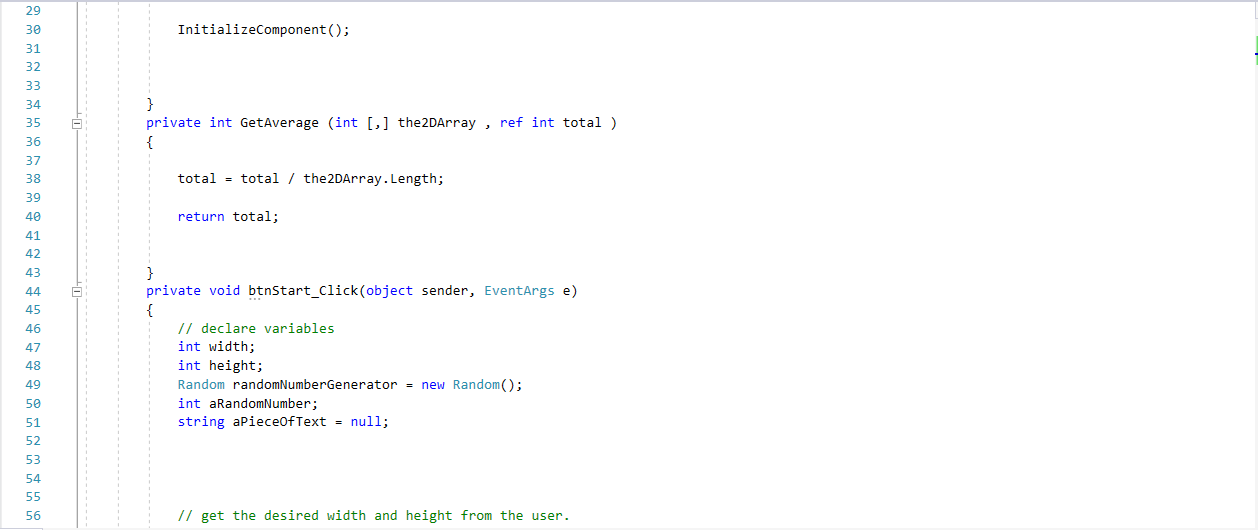 29
30 InitializeComponent();
31
32
33
34 }
35 private int GetAverage (int [,] the2DArray , ref int total )
36 {
37
38 total = total / the2DArray.Length;
39
40 return total;
41
42
43 }
44 private void btnStart_Click(object sender, EventArgs e)
45 {
46 // declare variables
47 int width;
48 int height;
49 Random randomNumberGenerator = new Random();
50 int aRandomNumber;
51 string aPieceOfText = null;
52
53
54
55
56 // get the desired width and height from the user.